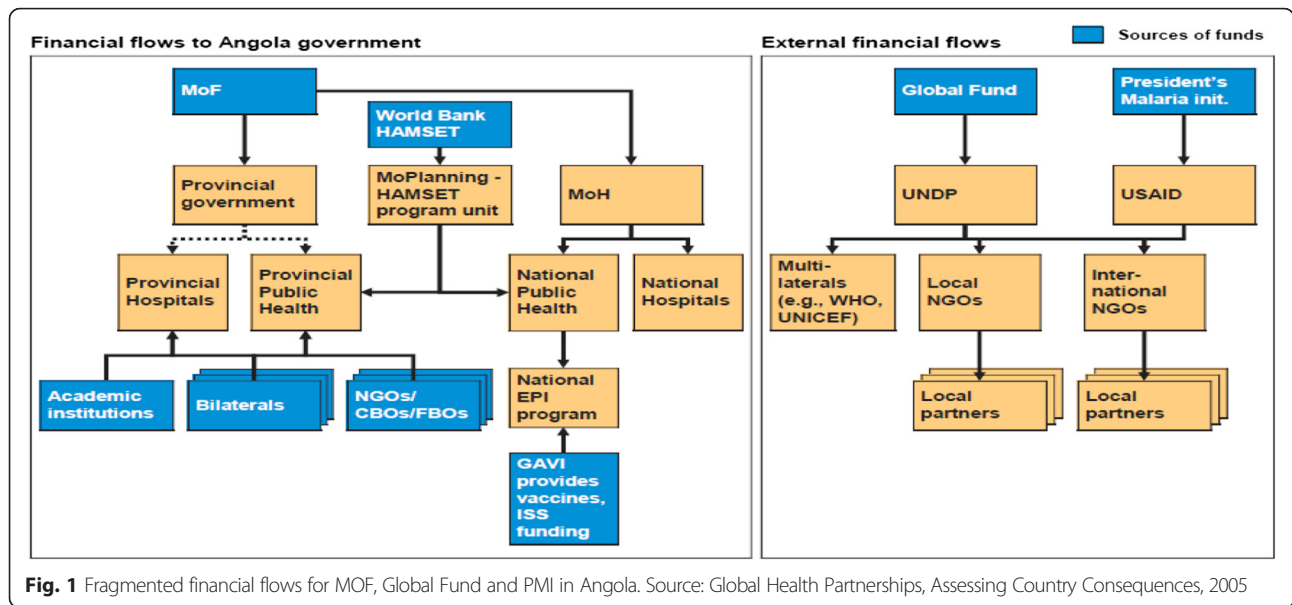 Financial flows to Angola government
External financial flows
Sources of funds
MoF
World Bank
HAMSET
Global Fund
President's
Malaria init.
Provincial
government
MoPlanning -
HAMSET
program unit
MoH
UNDP
USAID
Provincial
Hospitals
Provincial
Public
Health
National
Public
Health
National
Hospitals
Multi-
laterals
(e.g., WHO,
UNICEF)
Local
NGOs
Inter-
national
NGOs
Academic
institutions
Bilaterals
NGOs/
CBOs/FBOs
National
EPI
program
Local
partners
Local
partners
GAVI
provides
vaccines,
ISS
funding
Fig. 1 Fragmented financial flows for MOF, Global Fund and PMI in Angola. Source: Global Health Partnerships, Assessing Country Consequences, 2005